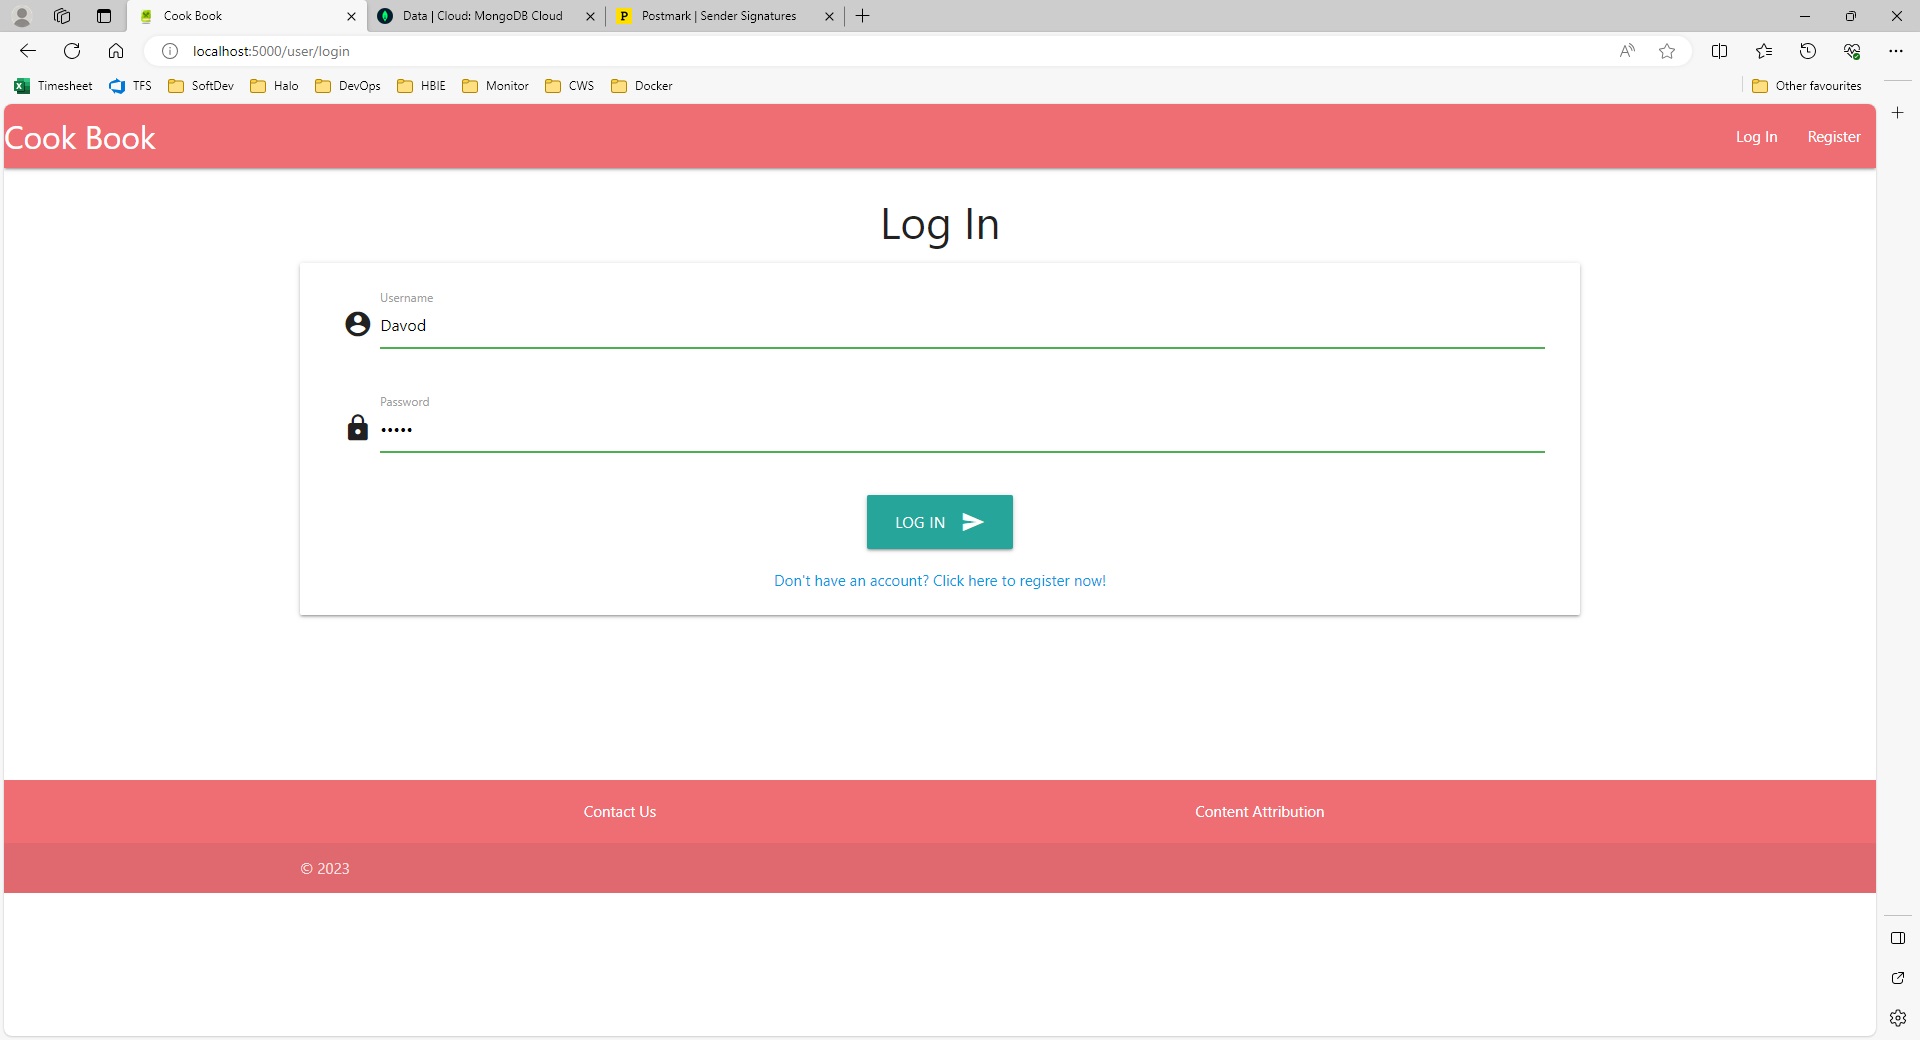 Cook Book
Data | Cloud: MongoDB Cloud
P Postmark | Sender Signatures
localhost:5000/user/login
Timesheet TFS SoftDev Halo DevOps HBIE Monitor CWS Docker Other favourites
Cook Book Log In Register
Log In
Username
Davod
Password
•••••
LOG IN
Don't have an account? Click here to register now!
Contact Us Content Attribution
© 2023